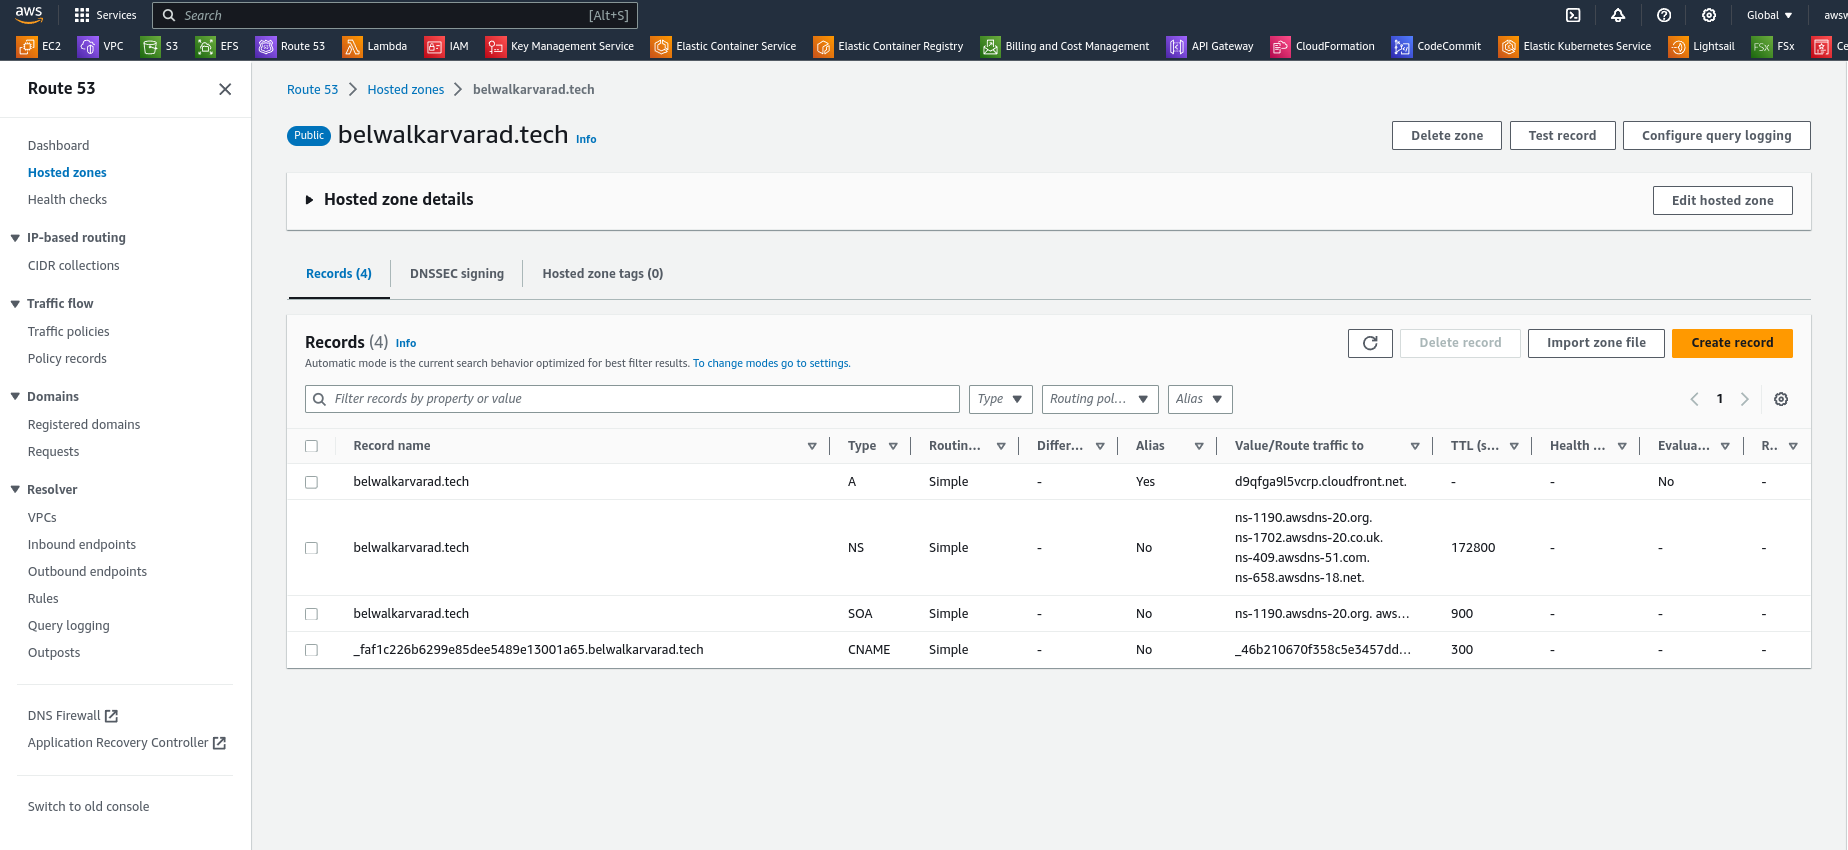 aws
Services
Search
[Alt+S]
Global
EC2
VPC
S3
EFS
Route 53
Lambda
IAM
Key Management Service
Elastic Container Service
Elastic Container Registry
Billing and Cost Management
API Gateway
CloudFormation
CodeCommit
Elastic Kubernetes Service
Lightsail
FSx
FSx
Route 53
Dashboard
Hosted zones
Health checks
IP-based routing
CIDR collections
Traffic flow
Traffic policies
Policy records
Domains
Registered domains
Requests
Resolver
VPCs
Inbound endpoints
Outbound endpoints
Rules
Query logging
Outposts
DNS Firewall
Application Recovery Controller
Switch to old console
Route 53 > Hosted zones > belwalkarvarad.tech
Public belwalkarvarad.tech Info
Delete zone
Test record
Configure query logging
Hosted zone details
Edit hosted zone
Records (4)
DNSSEC signing
Hosted zone tags (0)
Records (4) Info
Automatic mode is the current search behavior optimized for best filter results. To change modes go to settings.
Delete record
Import zone file
Create record
Filter records by property or value
Type
Routing pol...
Alias
1
Record name Type Routin... Differ... Alias Value/Route traffic to TTL (s... Health ... Evalua... R..
belwalkarvarad.tech A Simple - Yes d9qfga9l5vcrp.cloudfront.net. - - No -
belwalkarvarad.tech NS Simple - No ns-1190.awsdns-20.org.
ns-1702.awsdns-20.co.uk.
ns-409.awsdns-51.com.
ns-658.awsdns-18.net.
172800 - - -
belwalkarvarad.tech SOA Simple - No ns-1190.awsdns-20.org. aws... 900 - - -
_faf1c226b6299e85dee5489e13001a65.belwalkarvarad.tech CNAME Simple - No _46b210670f358c5e3457dd... 300 - - -